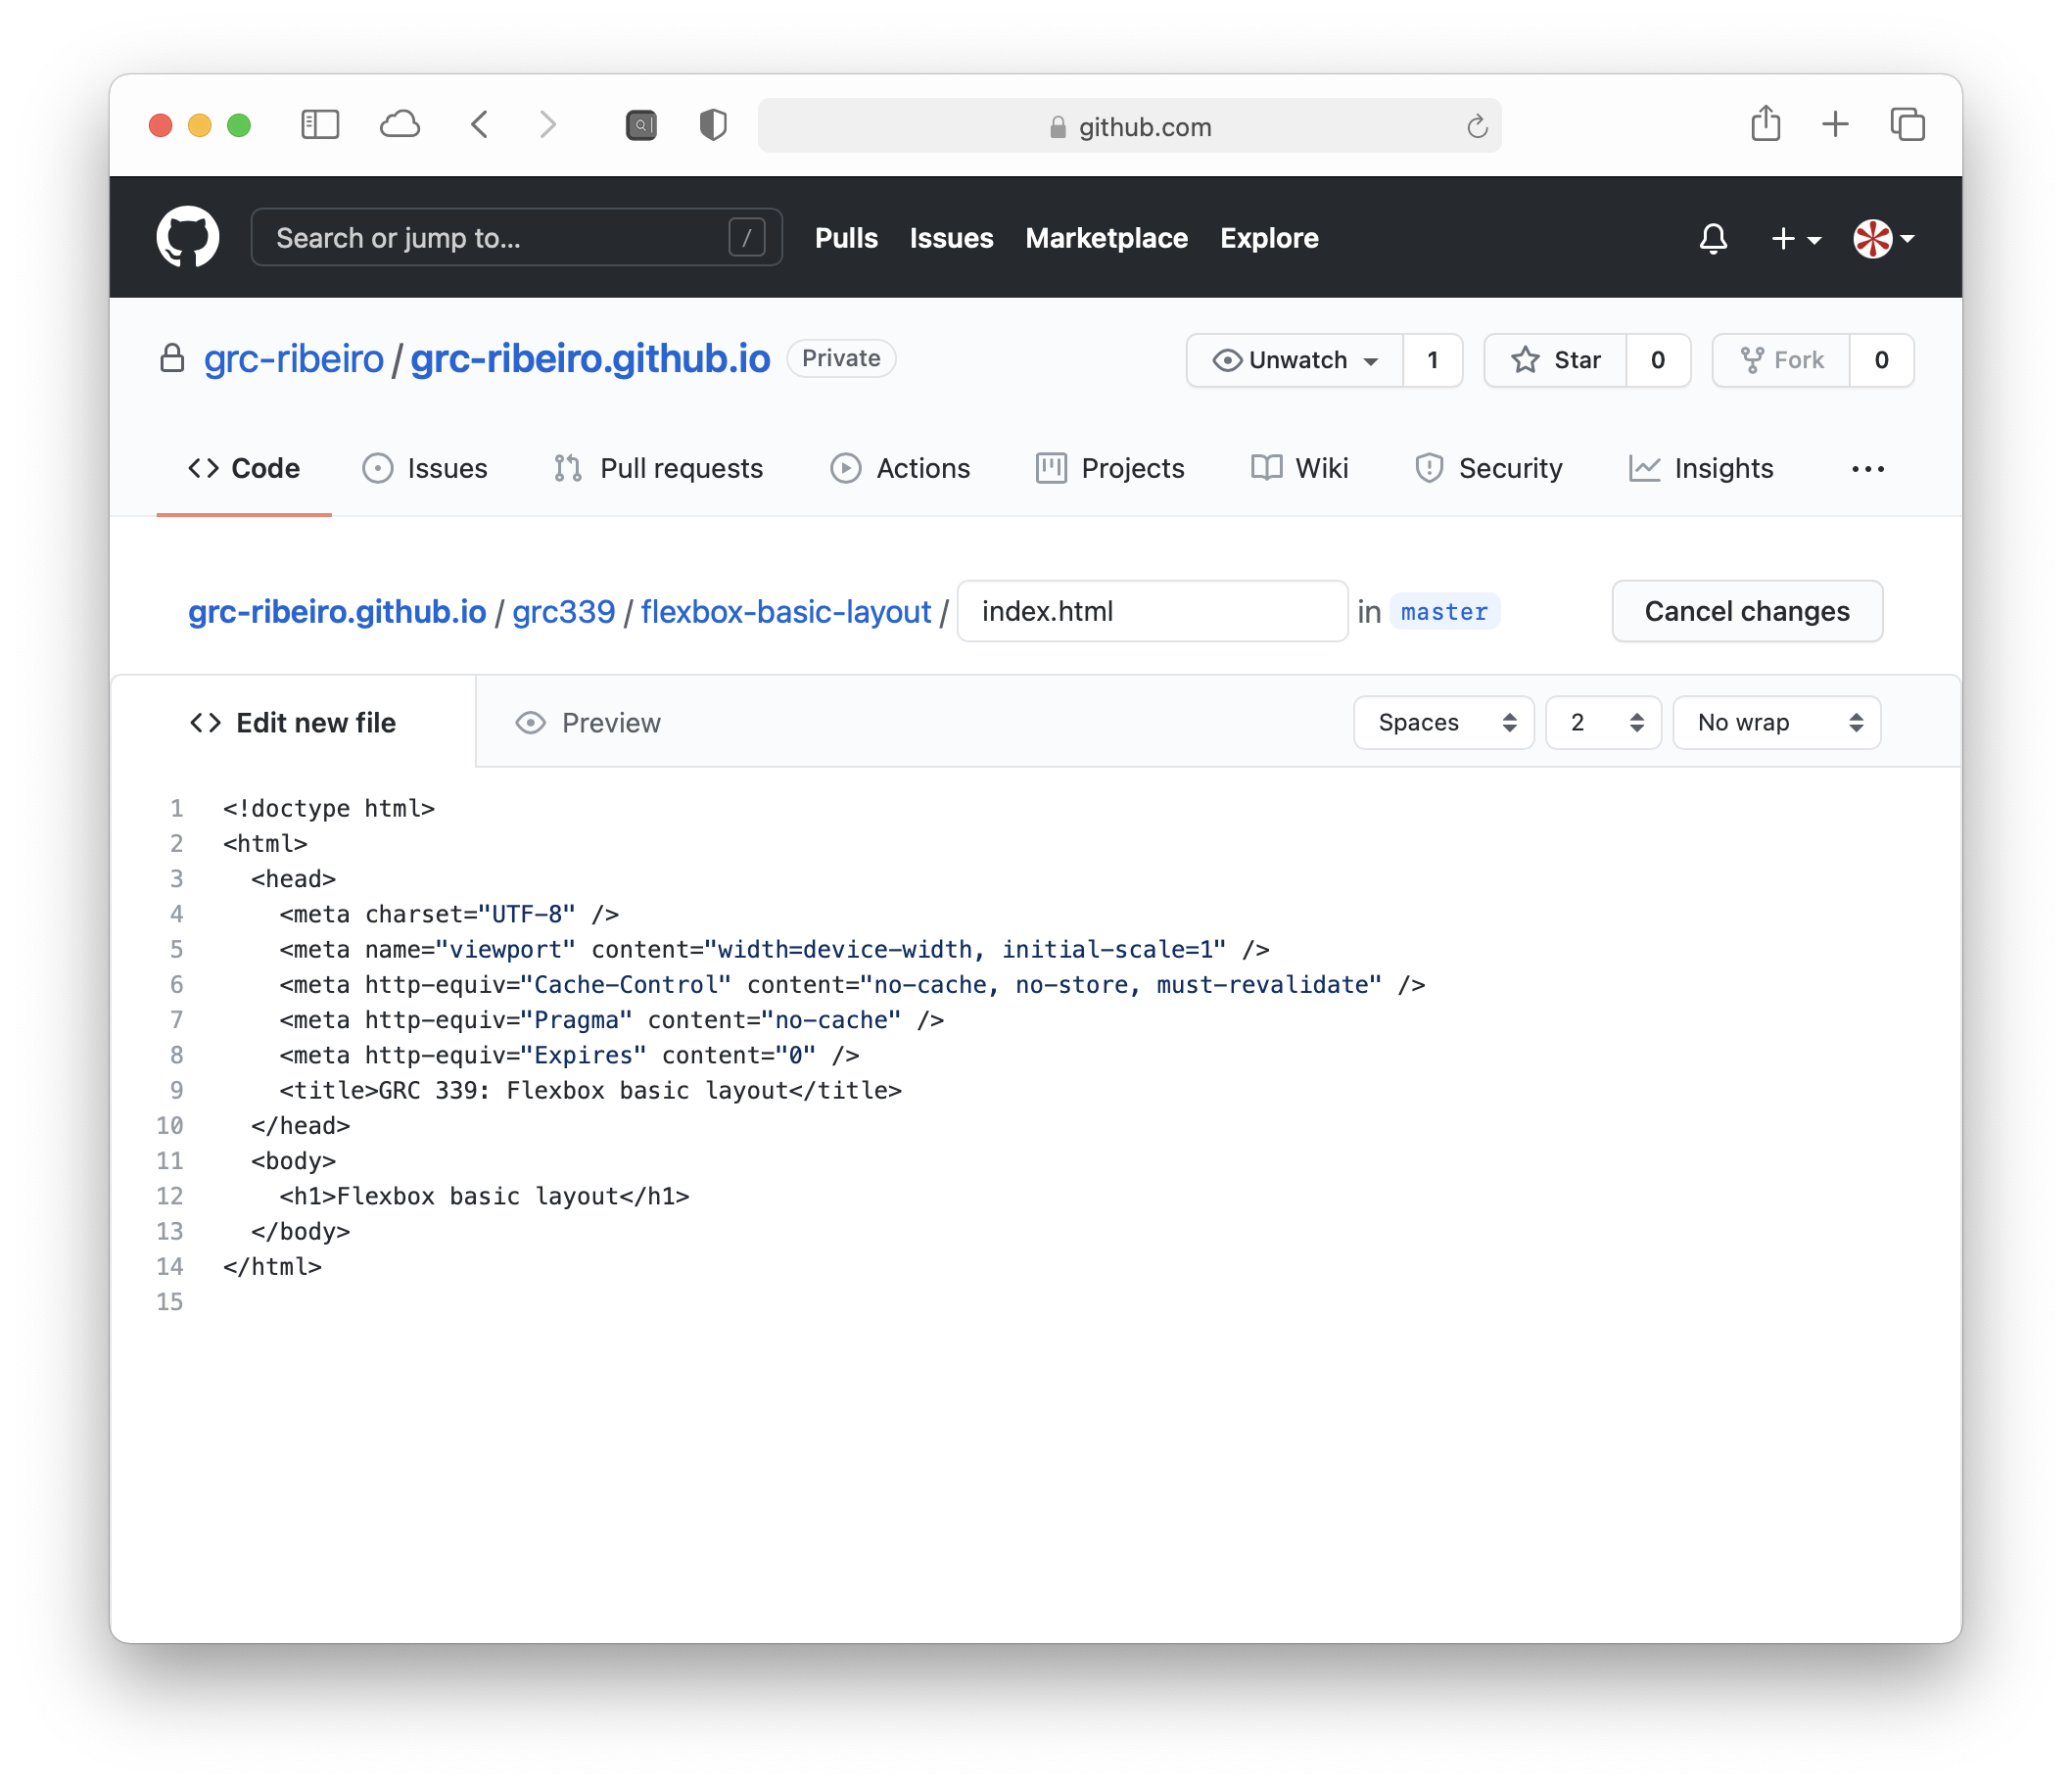 github.com
Search or jump to... / Pulls Issues Marketplace Explore
grc-ribeiro / grc-ribeiro.github.io Private Unwatch 1 Star 0 Fork 0
Code Issues Pull requests Actions Projects Wiki Security Insights
grc-ribeiro.github.io / grc339 / flexbox-basic-layout / index.html in master Cancel changes
Edit new file Preview Spaces 2 No wrap
1 <!doctype html>
2 <html>
3 <head>
4 <meta charset="UTF-8" />
5 <meta name="viewport" content="width=device-width, initial-scale=1" />
6 <meta http-equiv="Cache-Control" content="no-cache, no-store, must-revalidate" />
7 <meta http-equiv="Pragma" content="no-cache" />
8 <meta http-equiv="Expires" content="0" />
9 <title>GRC 339: Flexbox basic layout</title>
10 </head>
11 <body>
12 <h1>Flexbox basic layout</h1>
13 </body>
14 </html>
15